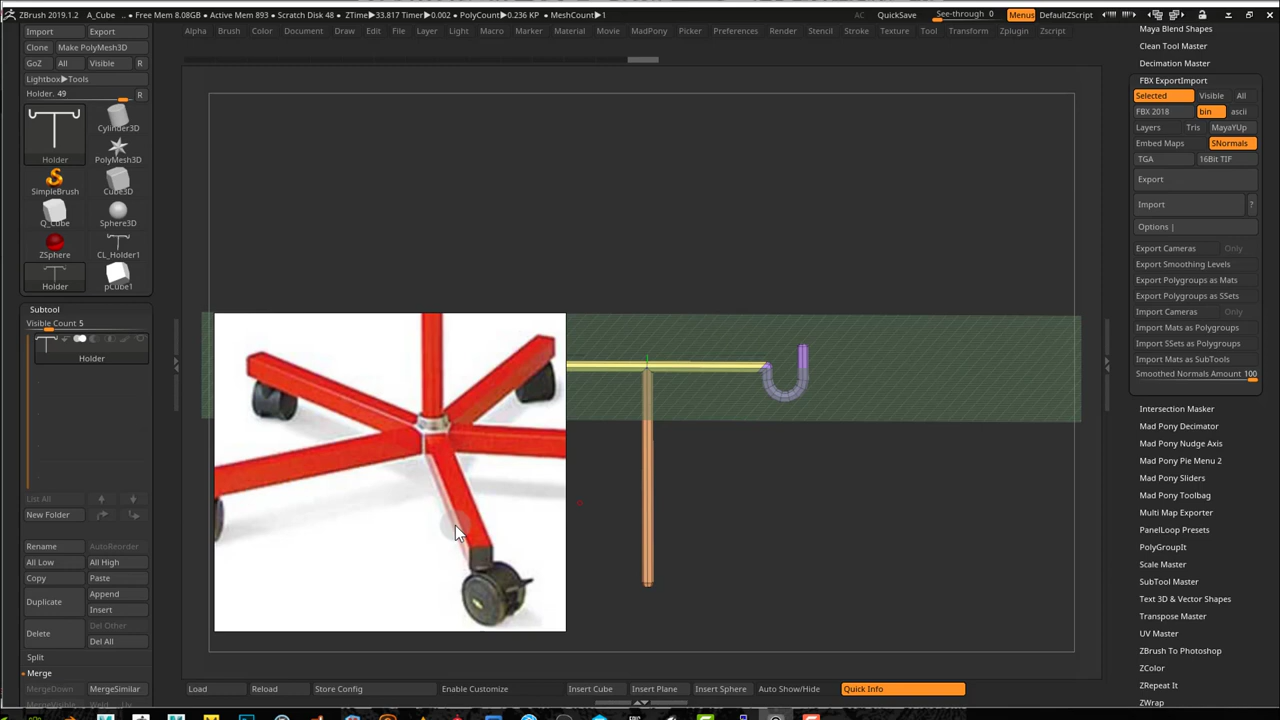 ZBrush 2019.1.2 A_Cube .. • Free Mem 8.08GB • Active Mem 893 • Scratch Disk 48 • ZTime▶33.817 Timer▶0.002 • PolyCount▶0.236 KP • MeshCount▶1 AC QuickSave See-through 0 Menus DefaultZScript
Alpha Brush Color Document Draw Edit File Layer Light Macro Marker Material Movie MadPony Picker Preferences Render Stencil Stroke Texture Tool Transform Zplugin Zscript
Import Export
Clone Make PolyMesh3D
GoZ All Visible R
Lightbox▶Tools
Holder. 49 R
Holder
Cylinder3D
PolyMesh3D
SimpleBrush Cube3D
Q_Cube Sphere3D
ZSphere CL_Holder1
Holder pCube1
Subtool
Visible Count 5
Holder
List All
New Folder
Rename AutoReorder
All Low All High
Copy Paste
Duplicate Append
Insert
Delete Del Other
Del All
Split
Merge
MergeDown MergeSimilar
MergeVisible Weld Uv
Load Reload Store Config Enable Customize Insert Cube Insert Plane Insert Sphere Auto Show/Hide Quick Info
Maya Blend Shapes
Clean Tool Master
Decimation Master
FBX ExportImport
Selected Visible All
FBX 2018 bin ascii
Layers Tris MayaYUp
Embed Maps SNormals
TGA 16Bit TIF
Export
Import ?
Options |
Export Cameras Only
Export Smoothing Levels
Export Polygroups as Mats
Export Polygroups as SSets
Import Cameras Only
Import Mats as Polygroups
Import SSets as Polygroups
Import Mats as SubTools
Smoothed Normals Amount 100
Intersection Masker
Mad Pony Decimator
Mad Pony Nudge Axis
Mad Pony Pie Menu 2
Mad Pony Sliders
Mad Pony Toolbag
Multi Map Exporter
PanelLoop Presets
PolyGroupIt
Scale Master
SubTool Master
Text 3D & Vector Shapes
Transpose Master
UV Master
ZBrush To Photoshop
ZColor
ZRepeat It
ZWrap